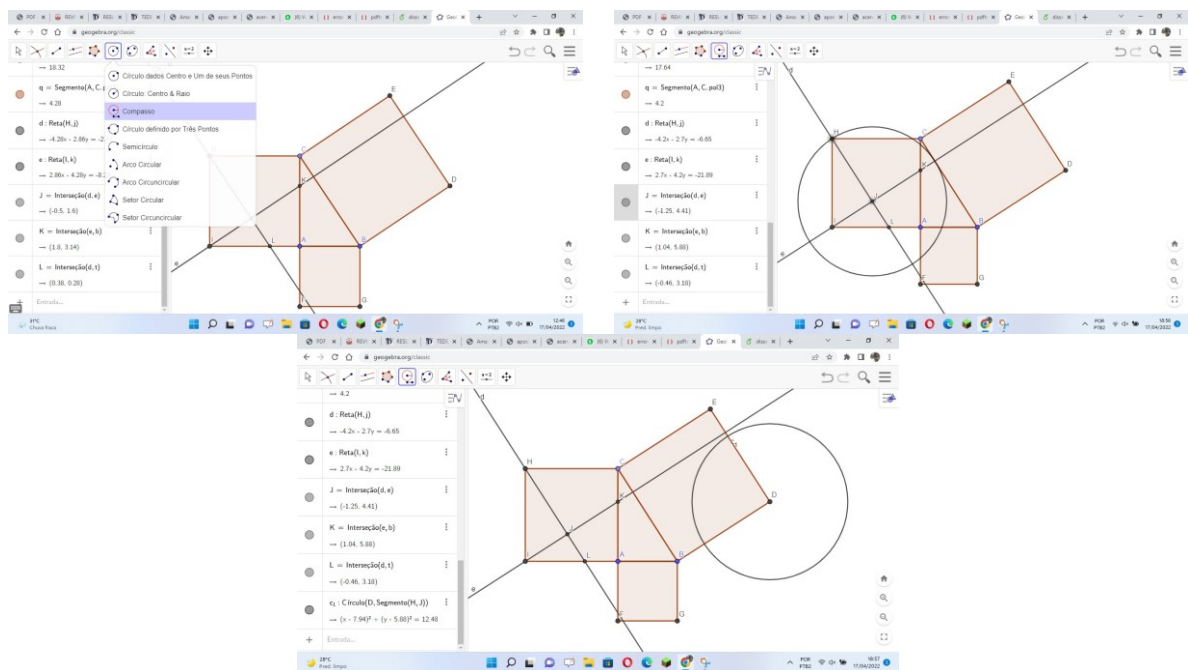 geogebra.org/classic
→ 18.32
q = Segmento(A, C, p
→ 4.28
d : Reta(H, j)
→ -4.28x - 2.86y = -2
e : Reta(I, k)
→ 2.86x - 4.28y = -8.
J = Interseção(d, e)
→ (-0.5, 1.6)
K = Interseção(e, b)
→ (1.8, 3.14)
L = Interseção(d, t)
→ (0.38, 0.28)
Entrada...
Círculo dados Centro e Um de seus Pontos
Círculo: Centro & Raio
Compasso
Círculo definido por Três Pontos
Semicírculo
Arco Circular
Arco Circuncircular
Setor Circular
Setor Circuncircular
E
C
D
K
L
A
B
G
e
Chuva fraca
POR
PTB2
12:46
17/04/2022
geogebra.org/classic
→ 17.64
q = Segmento(A, C, pol3)
→ 4.2
d : Reta(H, j)
→ -4.2x - 2.7y = -6.65
e : Reta(I, k)
→ 2.7x - 4.2y = -21.89
J = Interseção(d, e)
→ (-1.25, 4.41)
K = Interseção(e, b)
→ (1.04, 5.88)
L = Interseção(d, t)
→ (-0.46, 3.18)
Entrada...
d
E
H
C
K
D
J
I
L
A
B
F
G
e
28°C
Pred. limpo
POR
PTB2
17/04/2022
geogebra.org/classic
→ 4.2
d : Reta(H, j)
→ -4.2x - 2.7y = -6.65
e : Reta(I, k)
→ 2.7x - 4.2y = -21.89
J = Interseção(d, e)
→ (-1.25, 4.41)
K = Interseção(e, b)
→ (1.04, 5.88)
L = Interseção(d, t)
→ (-0.46, 3.18)
e₁ : Círculo(D, Segmento(H, J))
→ (x - 7.94)² + (y - 5.88)² = 12.48
Entrada...
d
E
H
C
K
D
J
I
L
A
B
F
G
e
28°C
Pred. limpo
POR
PTB2
16:57
17/04/2022